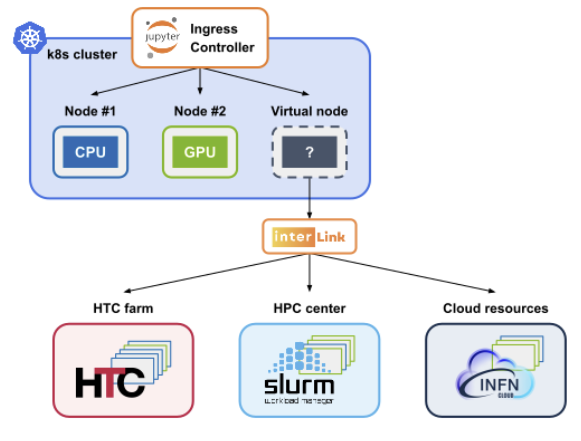 jupyter
Ingress
Controller
k8s cluster
Node #1
Node #2
Virtual node
CPU
GPU
?
inter Link
HTC farm
HPC center
Cloud resources
HTC
slurm
workload manager
INFN
CLOUD